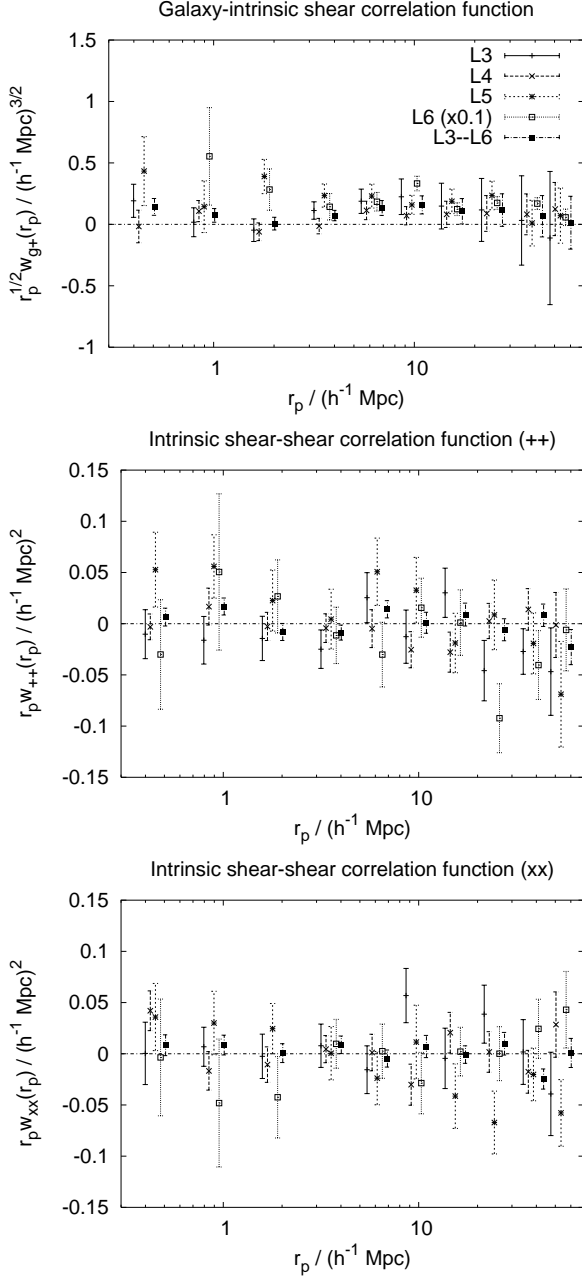 Galaxy-intrinsic shear correlation function
1.5
1
0.5
0
-0.5
-1
L3
L4
L5
L6 (x0.1)
L3--L6
r_p^{1/2} w_{g+}(r_p) / (h^{-1} Mpc)^{3/2}
1
10
r_p / (h^{-1} Mpc)
Intrinsic shear-shear correlation function (++)
0.15
0.1
0.05
0
-0.05
-0.1
-0.15
r_p w_{++}(r_p) / (h^{-1} Mpc)^2
1
10
r_p / (h^{-1} Mpc)
Intrinsic shear-shear correlation function (xx)
0.15
0.1
0.05
0
-0.05
-0.1
-0.15
r_p w_{xx}(r_p) / (h^{-1} Mpc)^2
1
10
r_p / (h^{-1} Mpc)